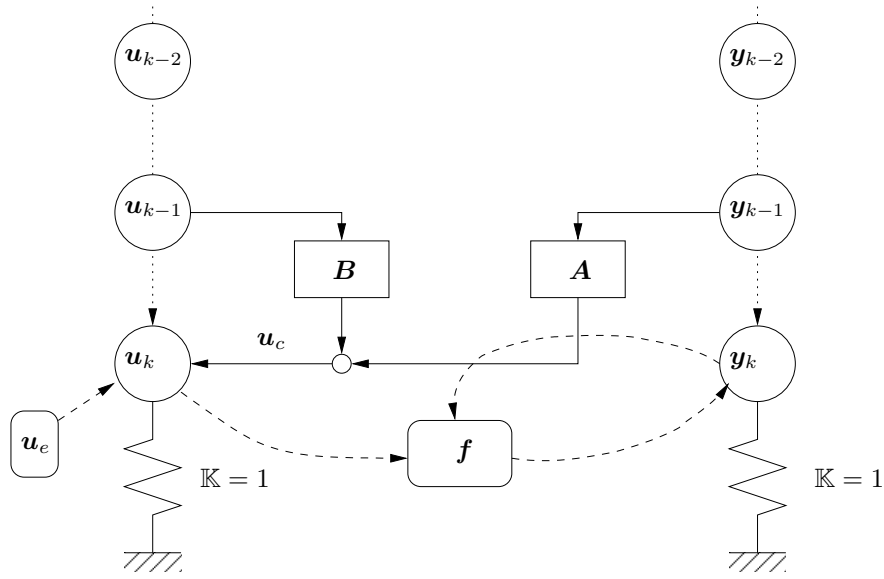 u_{k−2} y_{k−2}
u_{k−1} y_{k−1}
B A
u_c
u_k y_k
u_e f
𝕂 = 1 𝕂 = 1